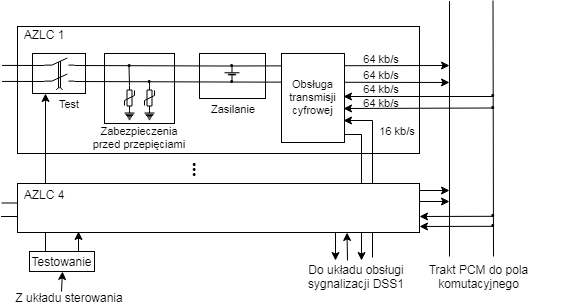 AZLC 1
Test
Zabezpieczenia
przed przepięciami
Zasilanie
Obsługa
transmisji
cyfrowej
64 kb/s
64 kb/s
64 kb/s
64 kb/s
16 kb/s
AZLC 4
Testowanie
Z układu sterowania
Do układu obsługi
sygnalizacji DSS1
Trakt PCM do pola
komutacyjnego